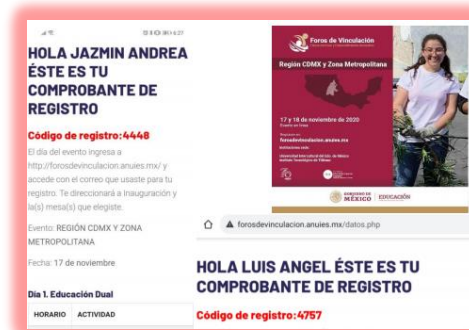 6:27
HOLA JAZMIN ANDREA
ÉSTE ES TU
COMPROBANTE DE
REGISTRO
Código de registro:4448
El día del evento ingresa a
http://forosdevinculacion.anuies.mx/ y
accede con el correo que usaste para tu
registro. Te direccionará a Inauguración y
la(s) mesa(s) que elegiste.
Evento: REGIÓN CDMX Y ZONA
METROPOLITANA
Fecha: 17 de noviembre
Día 1. Educación Dual
HORARIO ACTIVIDAD
Foros de Vinculación
Región CDMX y Zona Metropolitana
17 y 18 de noviembre de 2020
forosdevinculacion.anuies.mx
GOBIERNO DE
MÉXICO
EDUCACIÓN
forosdevinculacion.anuies.mx/datos.php
HOLA LUIS ANGEL ÉSTE ES TU
COMPROBANTE DE REGISTRO
Código de registro:4757